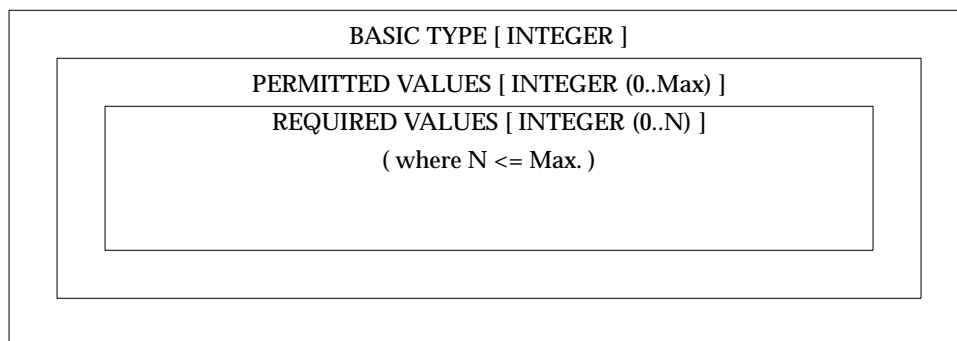 BASIC TYPE [ INTEGER ]
PERMITTED VALUES [ INTEGER (0..Max) ]
REQUIRED VALUES [ INTEGER (0..N) ]
( where N <= Max. )